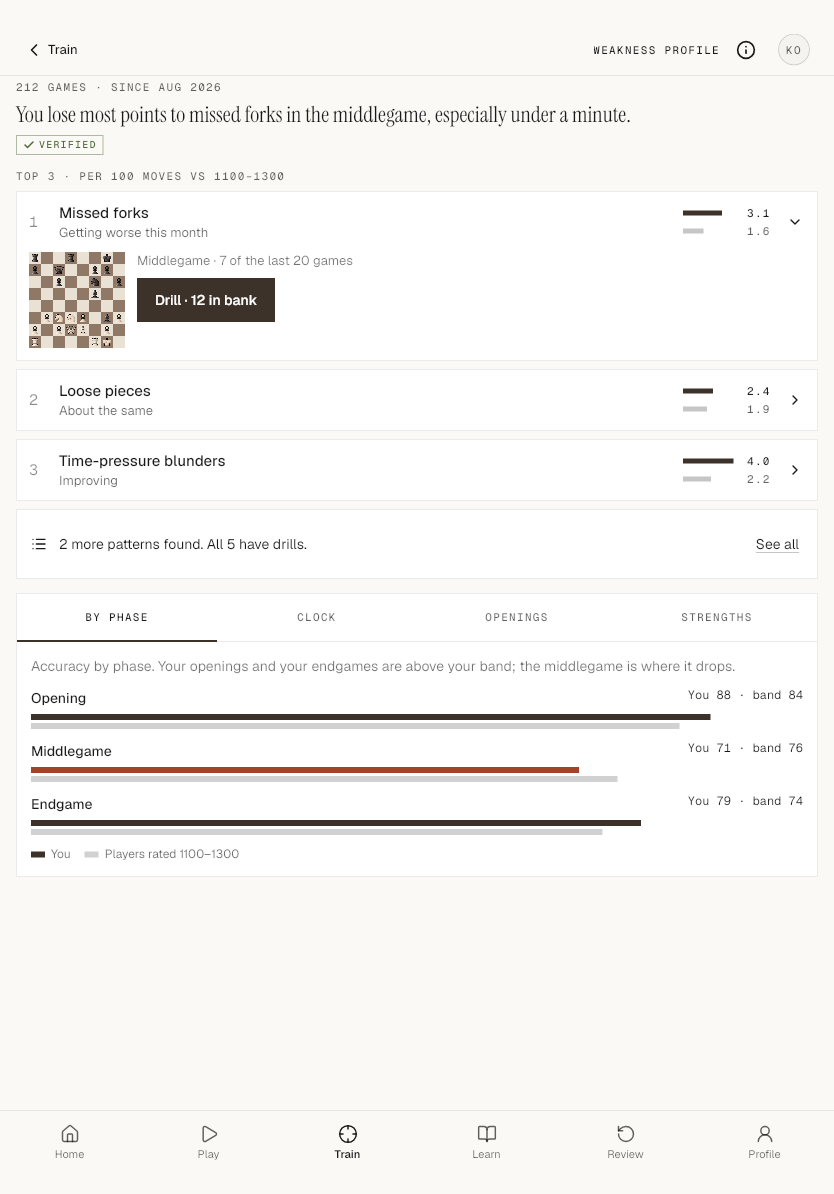 Train
WEAKNESS PROFILE
KO
212 GAMES · SINCE AUG 2026
You lose most points to missed forks in the middlegame, especially under a minute.
VERIFIED
TOP 3 · PER 100 MOVES VS 1100–1300
1
Missed forks
Getting worse this month
3.1
1.6
Middlegame · 7 of the last 20 games
Drill · 12 in bank
2
Loose pieces
About the same
2.4
1.9
3
Time-pressure blunders
Improving
4.0
2.2
2 more patterns found. All 5 have drills.
See all
BY PHASE
CLOCK
OPENINGS
STRENGTHS
Accuracy by phase. Your openings and your endgames are above your band; the middlegame is where it drops.
Opening
You 88 · band 84
Middlegame
You 71 · band 76
Endgame
You 79 · band 74
You
Players rated 1100–1300
Home
Play
Train
Learn
Review
Profile